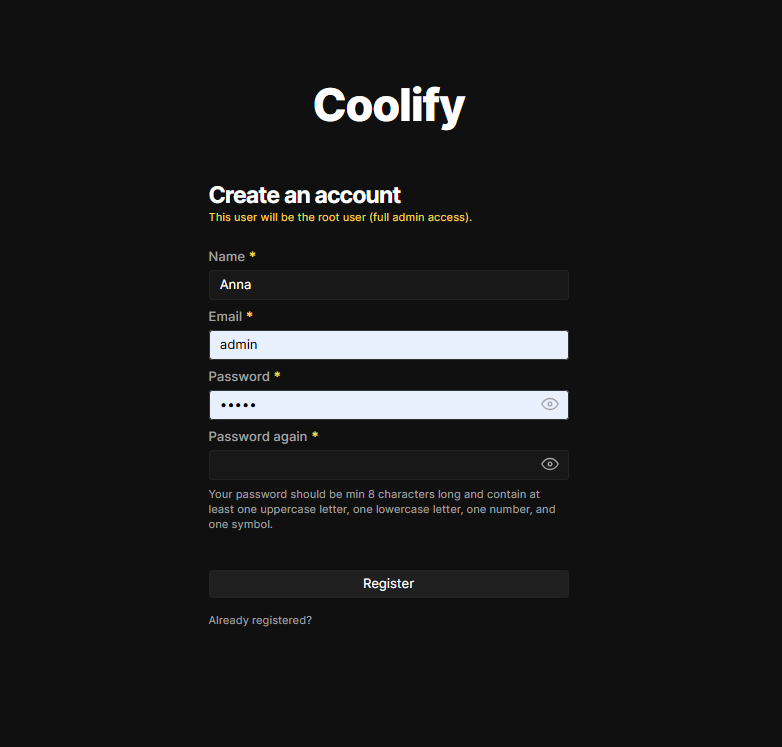 Coolify
Create an account
This user will be the root user (full admin access).
Name *
Anna
Email *
admin
Password *
•••••
Password again *
Your password should be min 8 characters long and contain at
least one uppercase letter, one lowercase letter, one number, and
one symbol.
Register
Already registered?